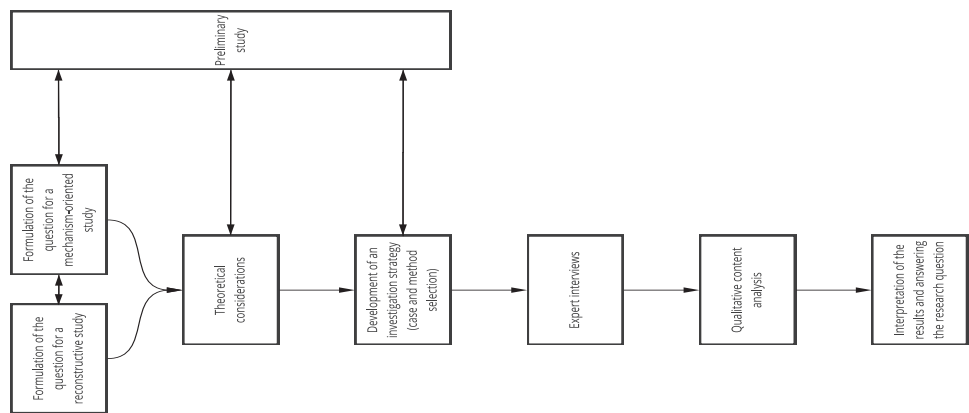 Preliminary
study
Formulation of the
question for a
mechanism-oriented
study
Formulation of the
question for a
reconstructive study
Theoretical
considerations
Development of an
investigation strategy
(case and method
selection)
Expert interviews
Qualitative content
analysis
Interpretation of the
results and answering
the research question